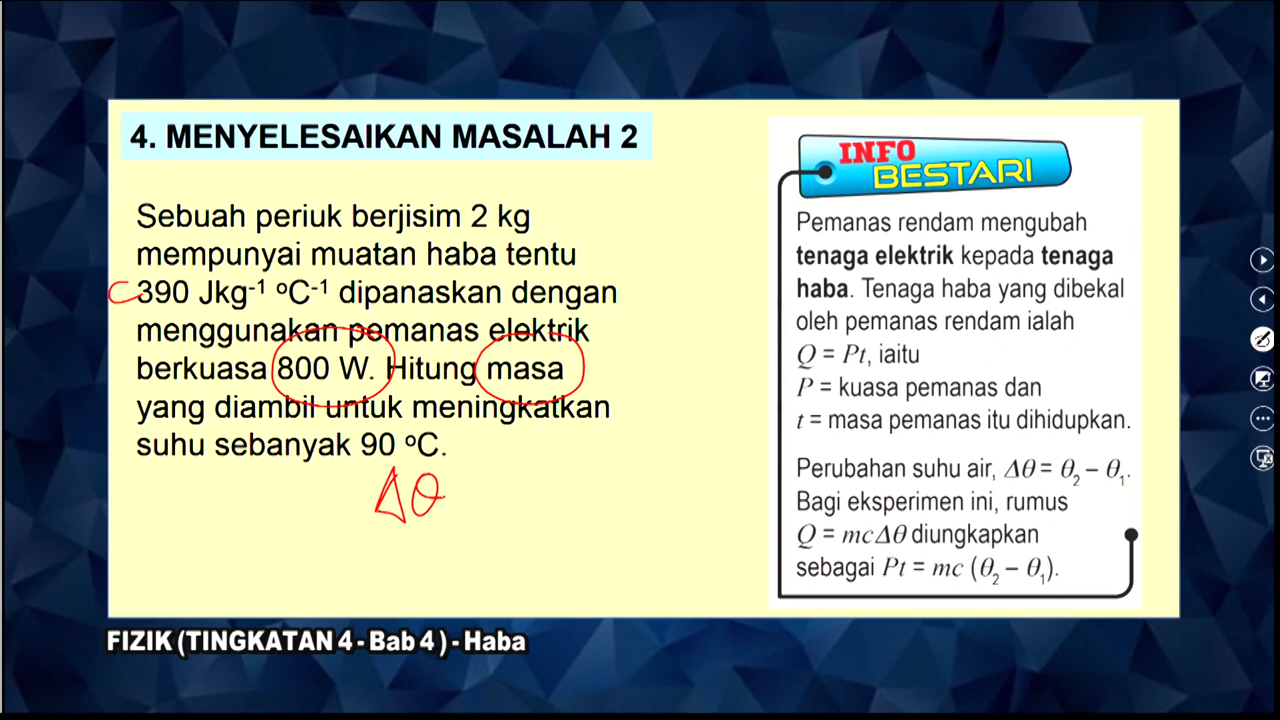 4. MENYELESAIKAN MASALAH 2
Sebuah periuk berjisim 2 kg
mempunyai muatan haba tentu
c 390 Jkg⁻¹ ᵒC⁻¹ dipanaskan dengan
menggunakan pemanas elektrik
berkuasa 800 W. Hitung masa
yang diambil untuk meningkatkan
suhu sebanyak 90 ᵒC.
Δθ
INFO
BESTARI
Pemanas rendam mengubah
tenaga elektrik kepada tenaga
haba. Tenaga haba yang dibekal
oleh pemanas rendam ialah
Q = Pt, iaitu
P = kuasa pemanas dan
t = masa pemanas itu dihidupkan.
Perubahan suhu air, Δθ = θ₂ – θ₁.
Bagi eksperimen ini, rumus
Q = mcΔθ diungkapkan
sebagai Pt = mc (θ₂ – θ₁).
FIZIK (TINGKATAN 4 - Bab 4 ) - Haba